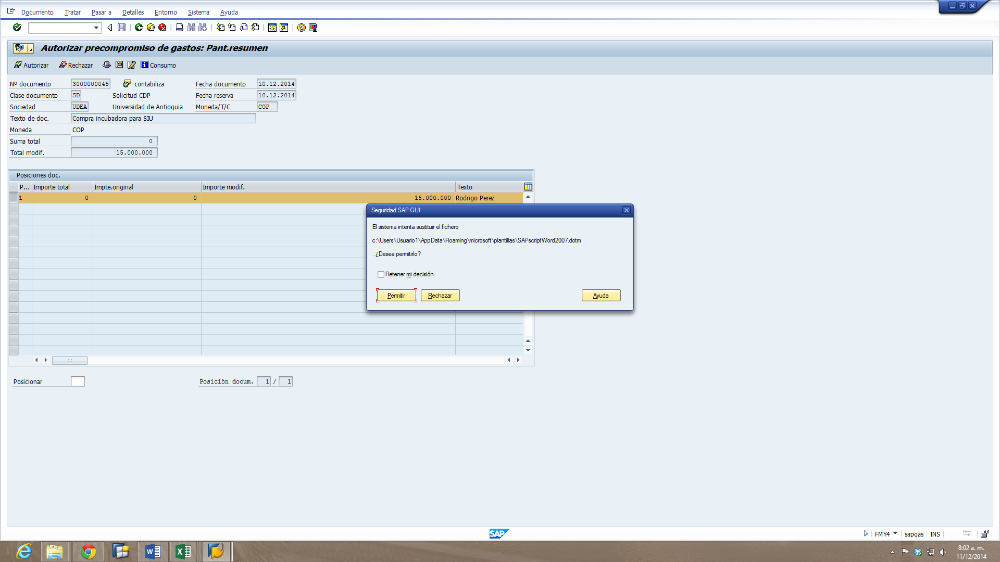 Documento Tratar Pasar a Detalles Entorno Sistema Ayuda
Autorizar precompromiso de gastos: Pant.resumen
Autorizar Rechazar Consumo
Nº documento 3000000045 contabiliza Fecha documento 10.12.2014
Clase documento SD Solicitud CDP Fecha reserva 10.12.2014
Sociedad UDEA Universidad de Antioquia Moneda/T/C COP
Texto de doc. Compra incubadora para SIU
Moneda COP
Suma total 0
Total modif. 15.000.000
Posiciones doc.
P... Importe total Impte.original Importe modif. Texto
1 0 0 15.000.000 Rodrigo Perez
Seguridad SAP GUI
El sistema intenta sustituir el fichero
c:\Users\Usuario1\AppData\Roaming\microsoft\plantillas\SAPscriptWord2007.dotm
. ¿Desea permitirlo?
Retener mi decisión
Permitir Rechazar Ayuda
Posicionar Posición docum. 1 / 1
SAP
FMY4 sapqas INS
8:02 a. m.
11/12/2014